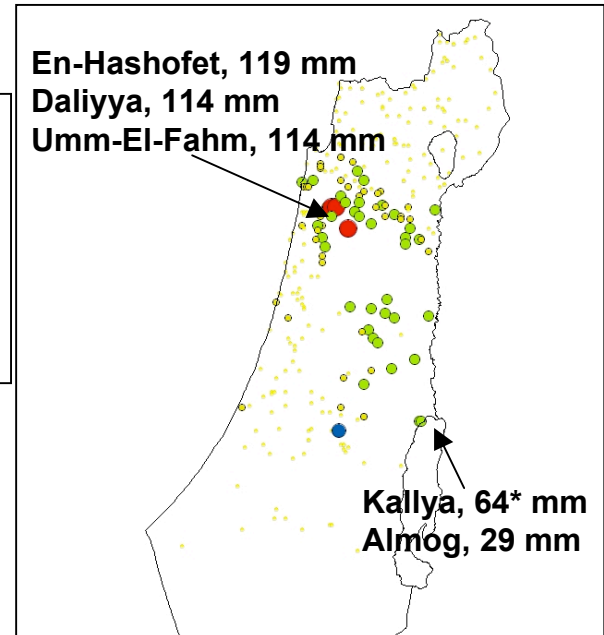 En-Hashofet, 119 mm
Daliyya, 114 mm
Umm-El-Fahm, 114 mm
Kallya, 64* mm
Almog, 29 mm